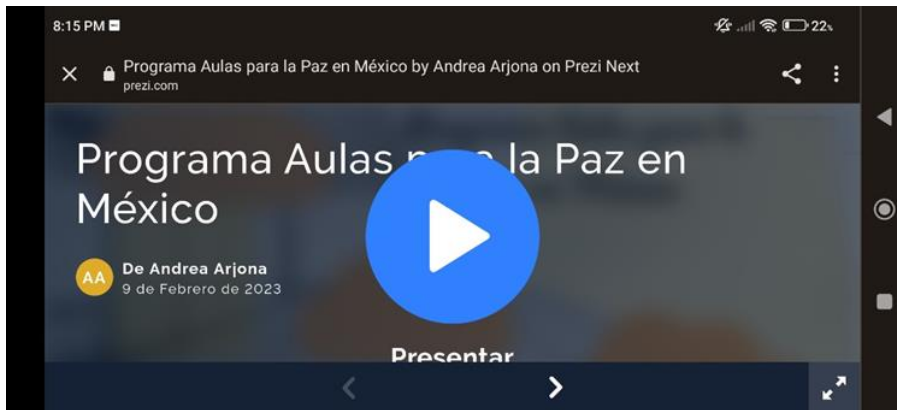 8:15 PM
22%
Programa Aulas para la Paz en México by Andrea Arjona on Prezi Next
prezi.com
Programa Aulas para la Paz en
México
AA
De Andrea Arjona
9 de Febrero de 2023
Presentar